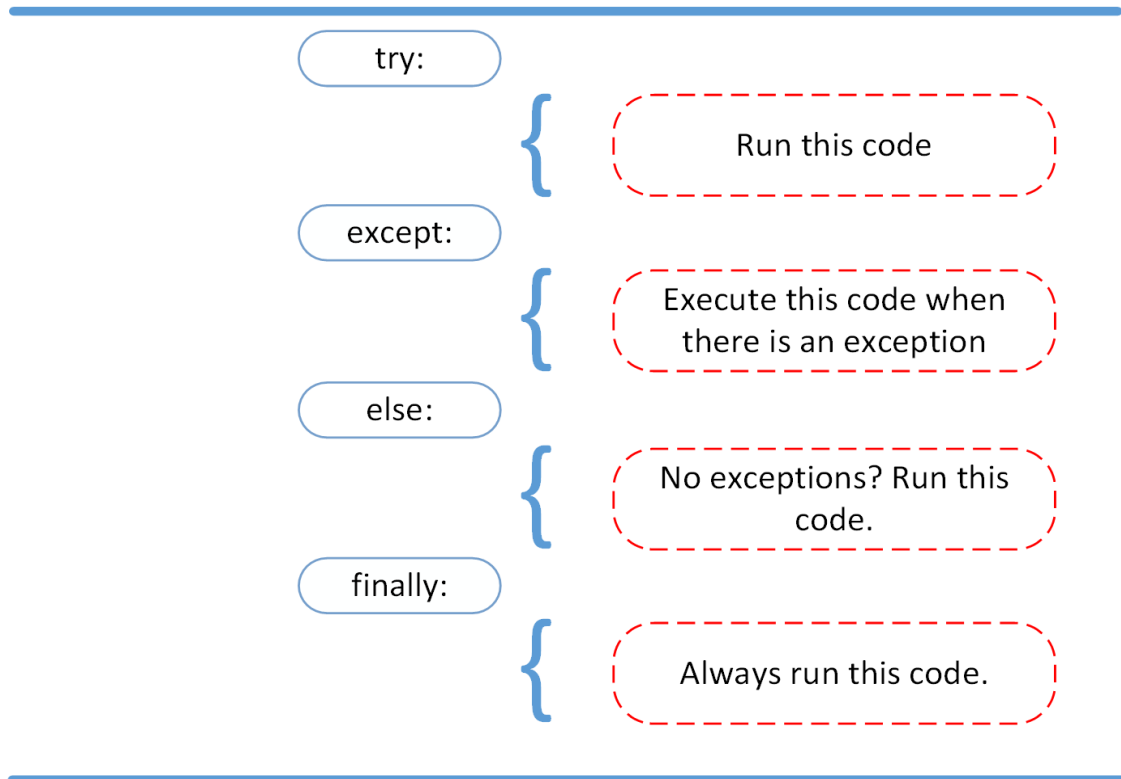 try:
Run this code
except:
Execute this code when
there is an exception
else:
No exceptions? Run this
code.
finally:
Always run this code.